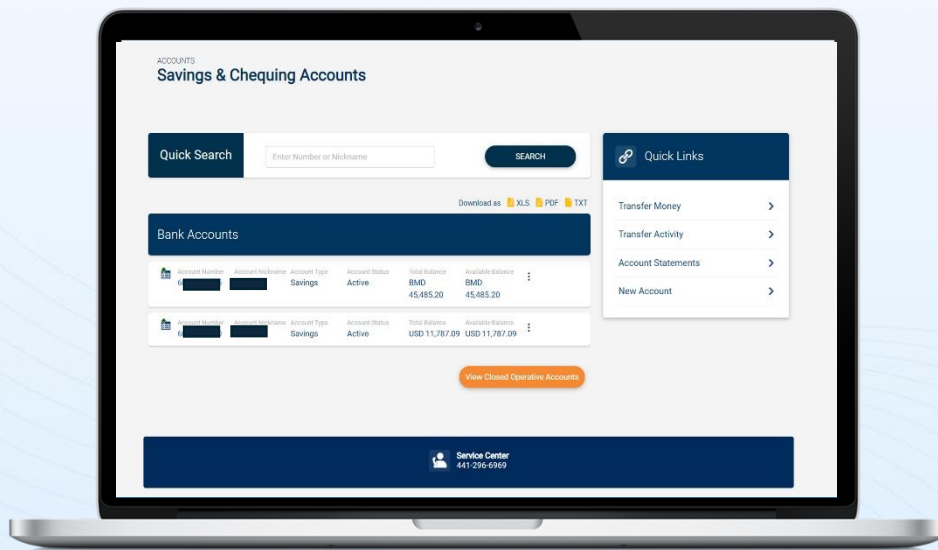 ACCOUNTS
Savings & Chequing Accounts
Quick Search
Enter Number or Nickname
SEARCH
Quick Links
Download as XLS PDF TXT
Transfer Money
Transfer Activity
Account Statements
New Account
Bank Accounts
Account Number Account Nickname Account Type Account Status Total Balance Available Balance
Savings Active BMD BMD
45,485.20 45,485.20
Account Number Account Nickname Account Type Account Status Total Balance Available Balance
Savings Active USD 11,787.09 USD 11,787.09
View Closed Operative Accounts
Service Center
441-296-6969